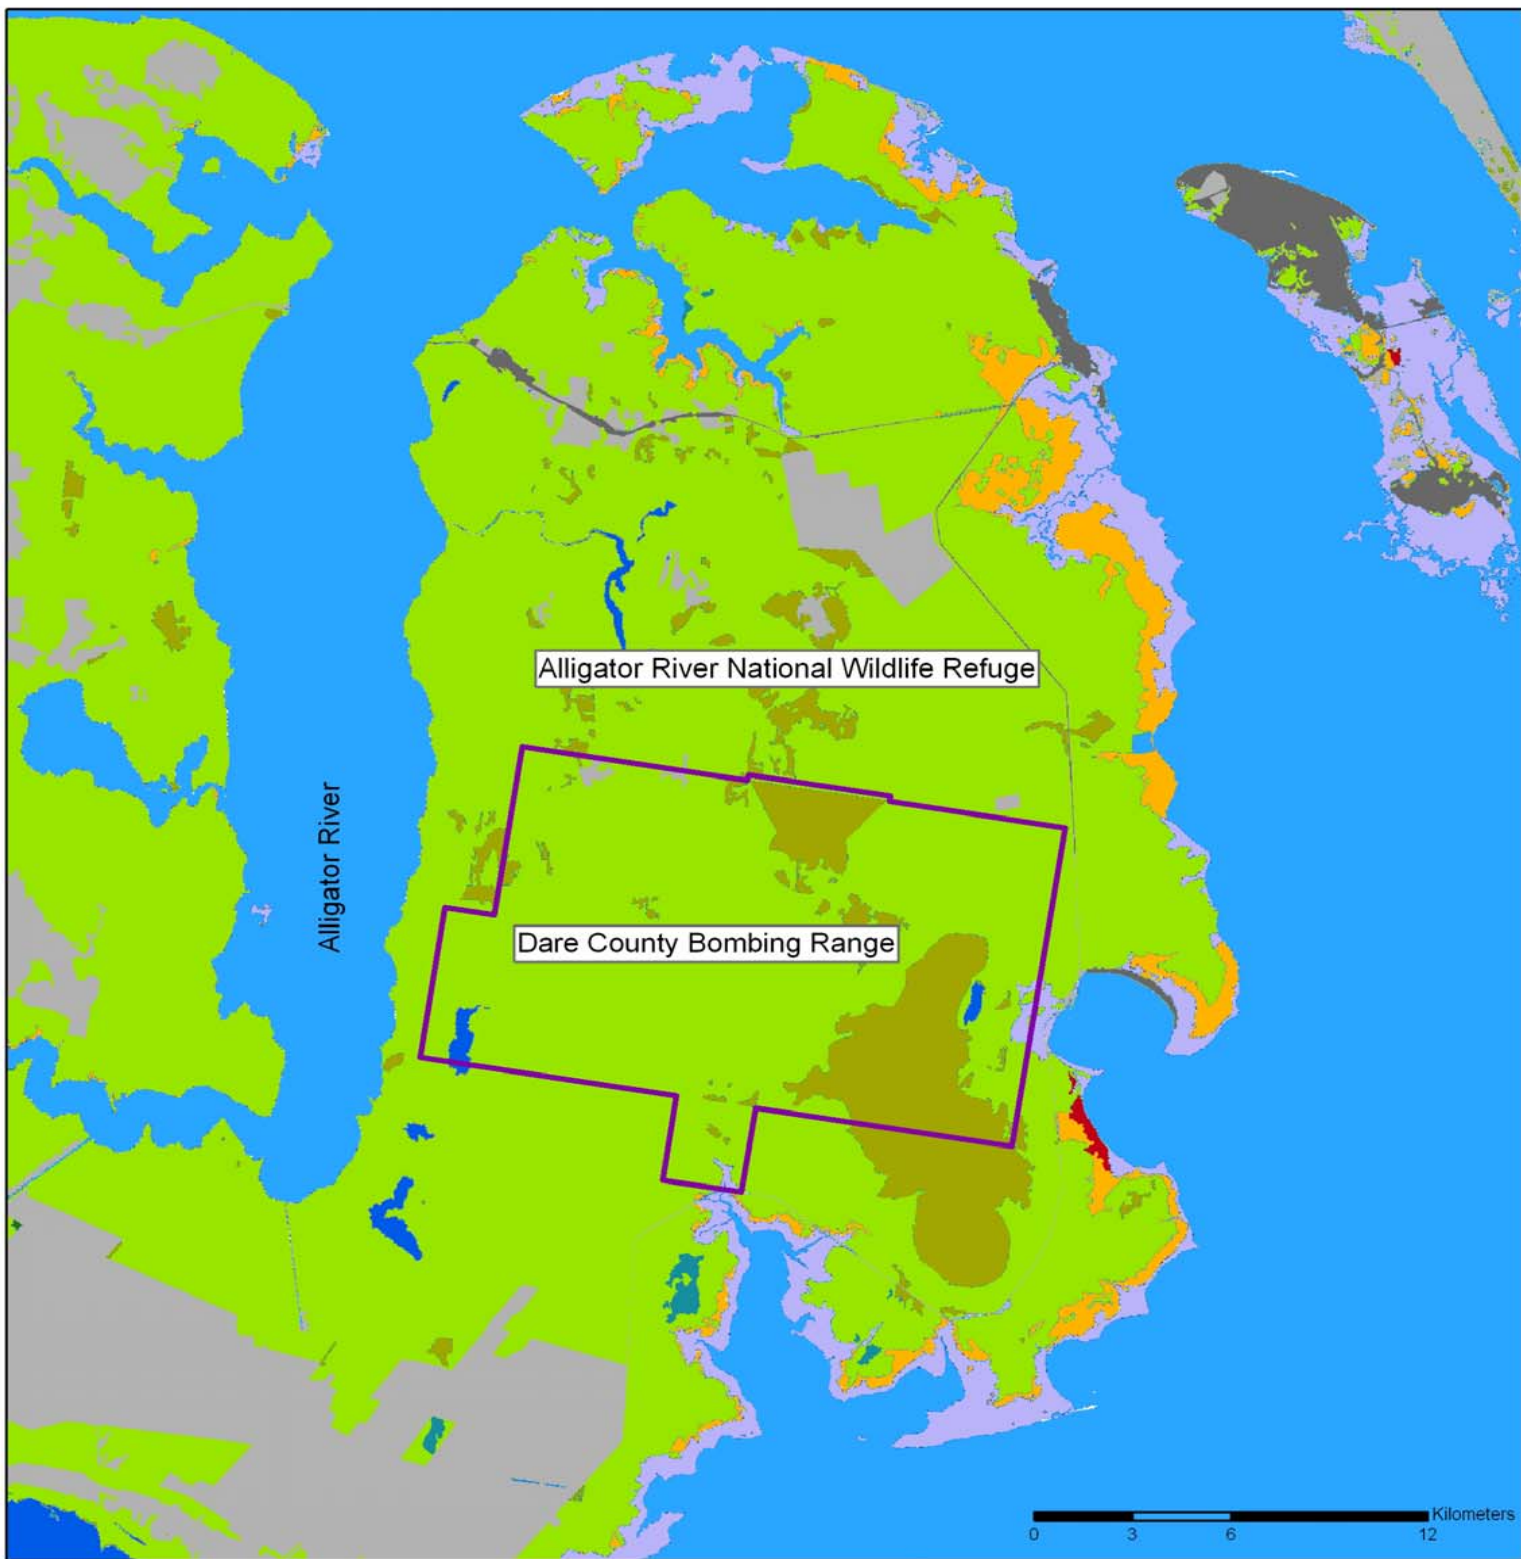 Alligator River National Wildlife Refuge
Alligator River
Dare County Bombing Range
Kilometers
0 3 6 12